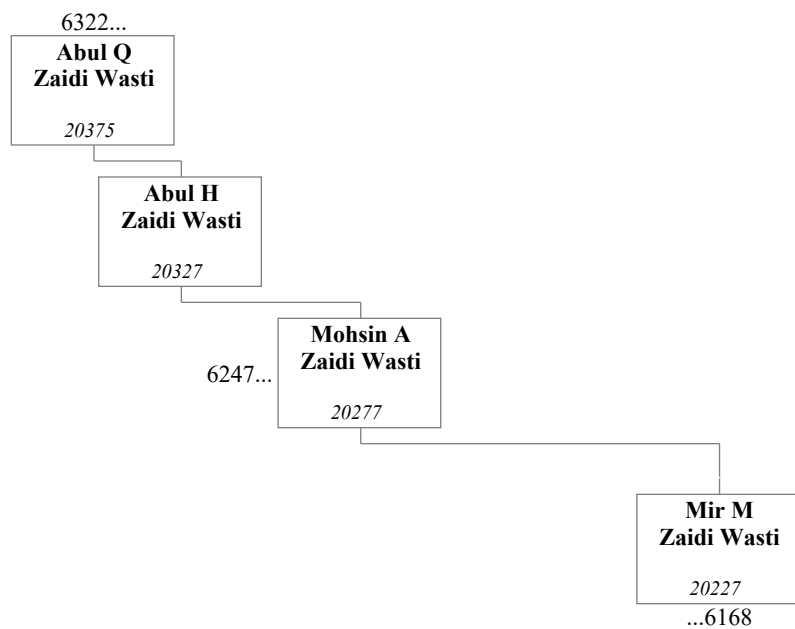 6322...
Abul Q
Zaidi Wasti
20375
Abul H
Zaidi Wasti
20327
Mohsin A
Zaidi Wasti
6247...
20277
Mir M
Zaidi Wasti
20227
...6168